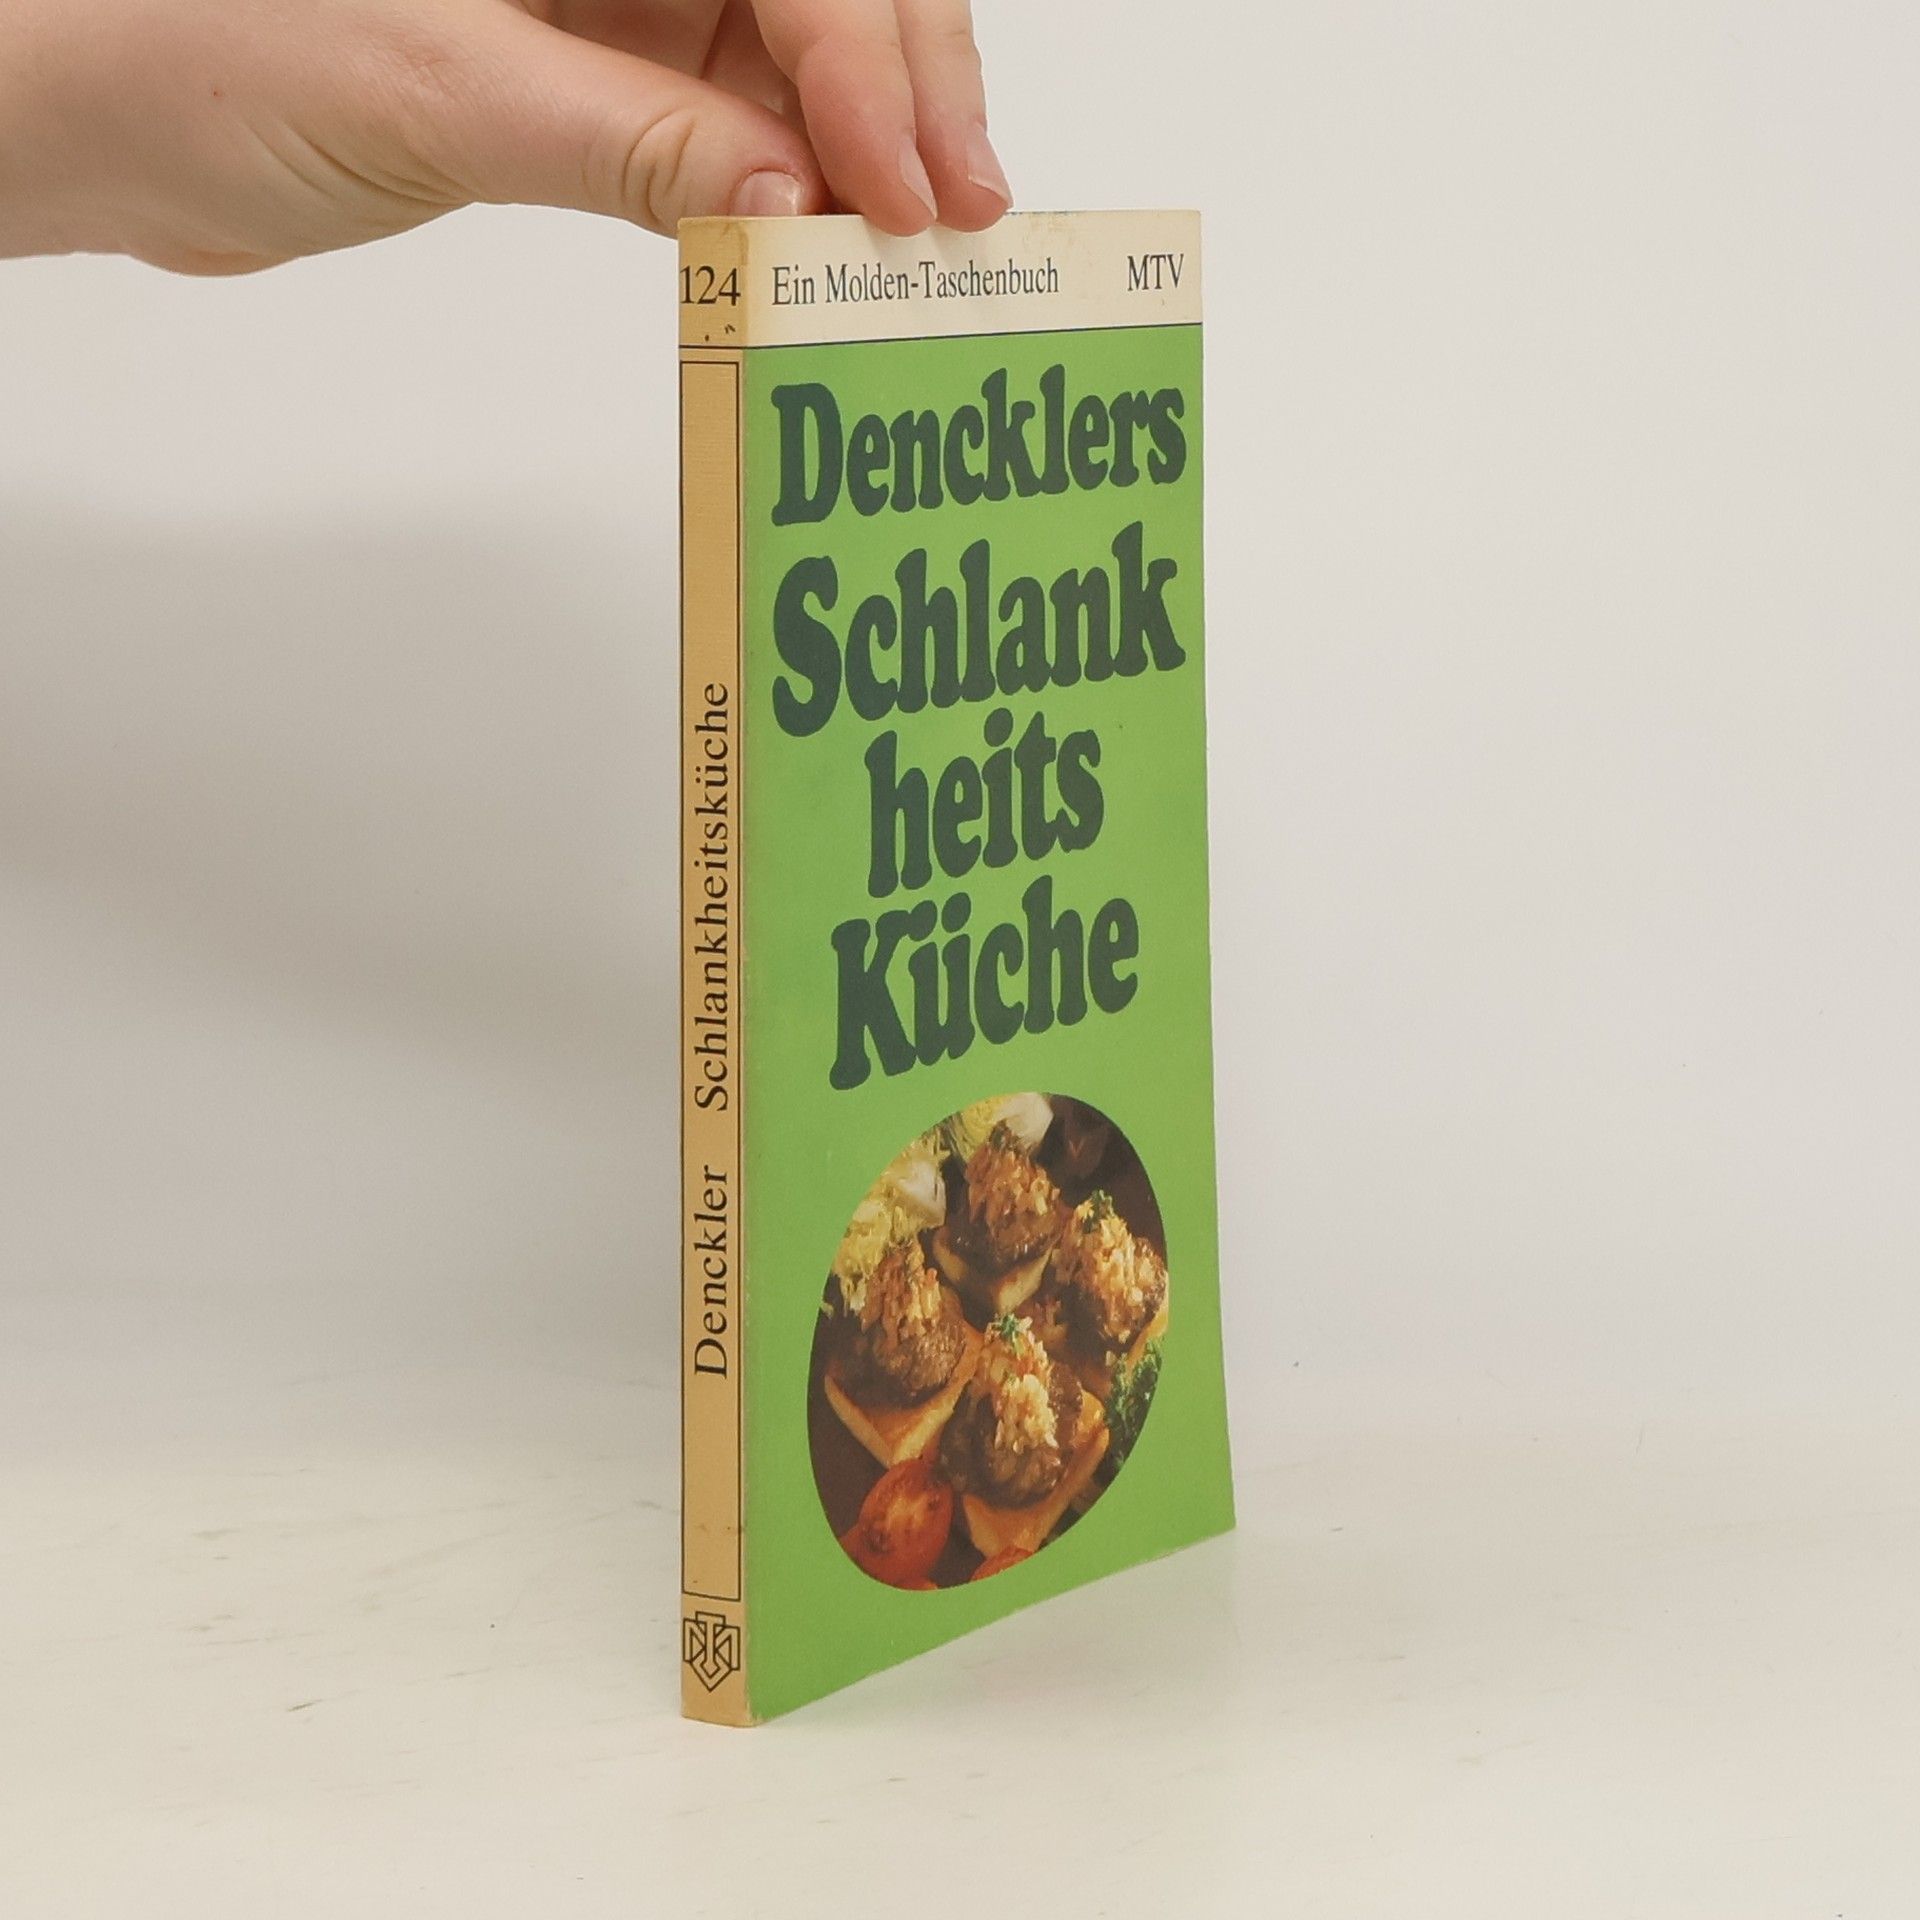 124
Denckler Schlankheitsküche
Ein Molden-Taschenbuch MTV
Dencklers
Schlank
heits
Küche